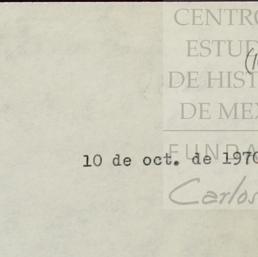 CENTRO
ESTUD
DE HIST
DE MEX
FUNDA
10 de oct. de 1970
Carlos